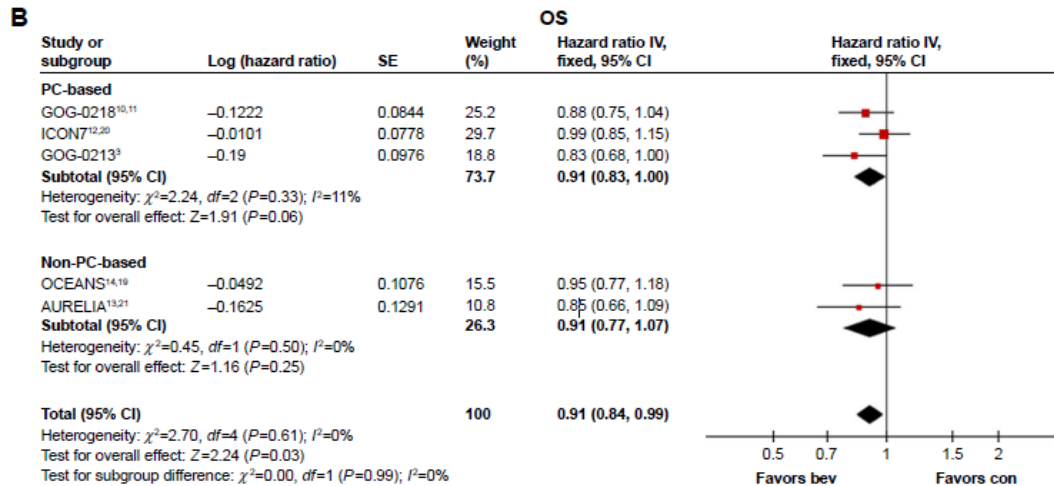 B
OS
Study or subgroup Log (hazard ratio) SE Weight (%) Hazard ratio IV, fixed, 95% CI Hazard ratio IV, fixed, 95% CI
PC-based
GOG-0218¹⁰,¹¹ –0.1222 0.0844 25.2 0.88 (0.75, 1.04)
ICON7¹²,²⁰ –0.0101 0.0778 29.7 0.99 (0.85, 1.15)
GOG-0213³ –0.19 0.0976 18.8 0.83 (0.68, 1.00)
Subtotal (95% CI) 73.7 0.91 (0.83, 1.00)
Heterogeneity: χ²=2.24, df=2 (P=0.33); I²=11%
Test for overall effect: Z=1.91 (P=0.06)
Non-PC-based
OCEANS¹⁴,¹⁹ –0.0492 0.1076 15.5 0.95 (0.77, 1.18)
AURELIA¹³,²¹ –0.1625 0.1291 10.8 0.85 (0.66, 1.09)
Subtotal (95% CI) 26.3 0.91 (0.77, 1.07)
Heterogeneity: χ²=0.45, df=1 (P=0.50); I²=0%
Test for overall effect: Z=1.16 (P=0.25)
Total (95% CI) 100 0.91 (0.84, 0.99)
Heterogeneity: χ²=2.70, df=4 (P=0.61); I²=0%
Test for overall effect: Z=2.24 (P=0.03)
Test for subgroup difference: χ²=0.00, df=1 (P=0.99); I²=0%
0.5 0.7 1 1.5 2
Favors bev Favors con